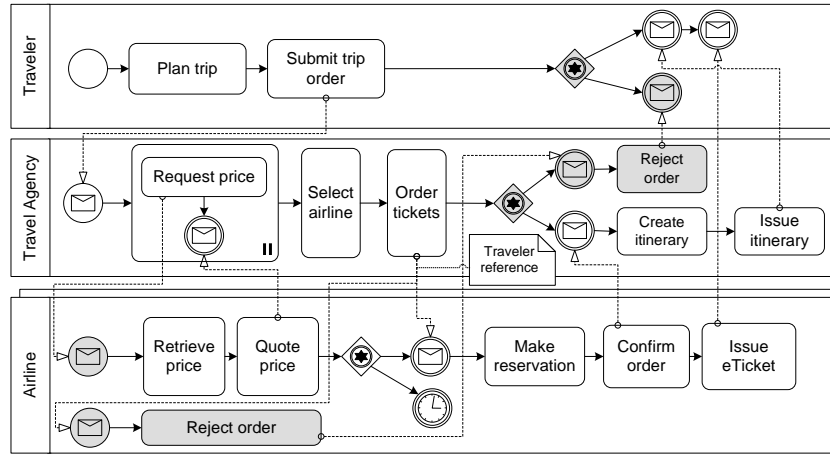 Traveler
Plan trip
Submit trip
order
Travel Agency
Request price
Select
airline
Order
tickets
Reject
order
Create
itinerary
Issue
itinerary
Traveler
reference
Airline
Retrieve
price
Quote
price
Make
reservation
Confirm
order
Issue
eTicket
Reject order